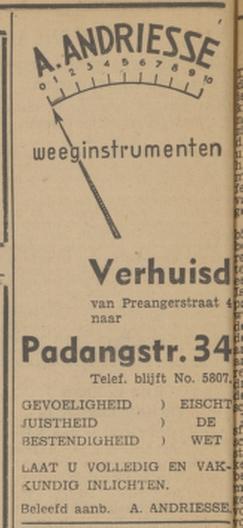 A. ANDRIESSE
0 1 2 3 4 5 6 7 8 9 10
weeginstrumenten
Verhuisd
van Preangerstraat 4
naar
Padangstr. 34
Telef. blijft No. 5807.
GEVOELIGHEID ) EISCHT
JUISTHEID ) DE
BESTENDIGHEID ) WET
LAAT U VOLLEDIG EN VAK-
KUNDIG INLICHTEN.
Beleefd aanb. A. ANDRIESSE